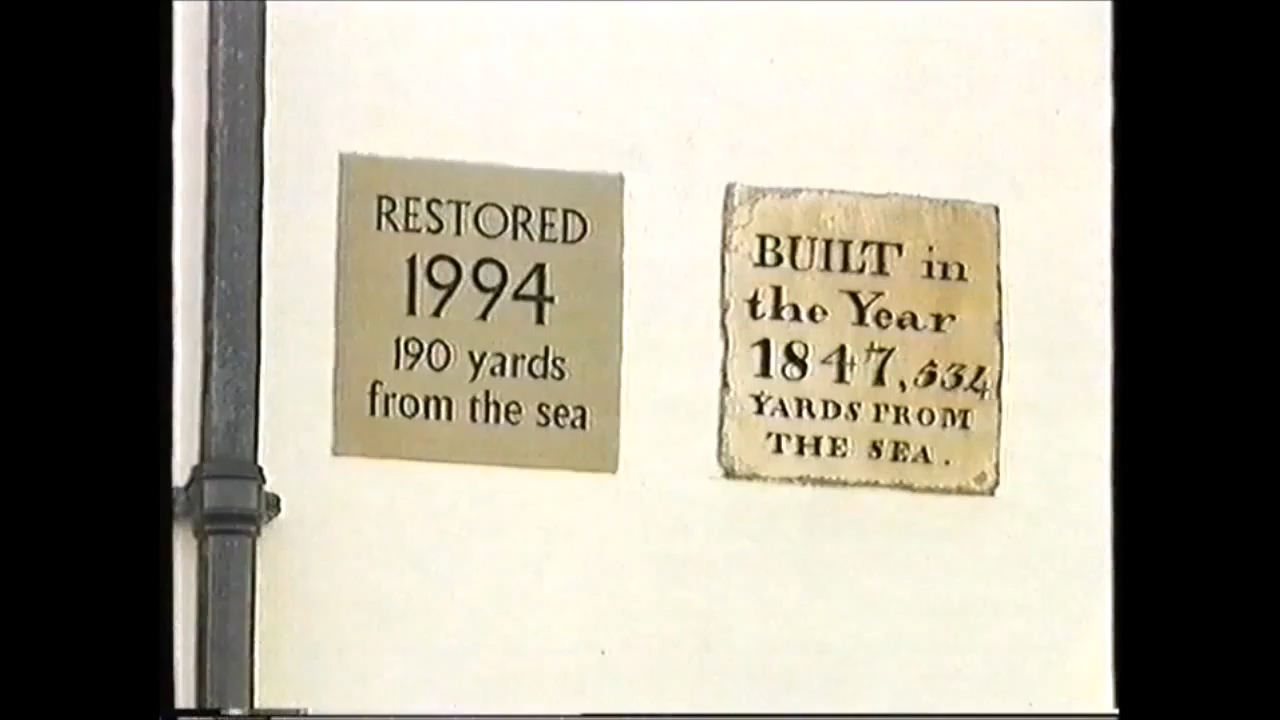 RESTORED
1994
190 yards
from the sea
BUILT in
the Year
1847, 534
YARDS FROM
THE SEA.